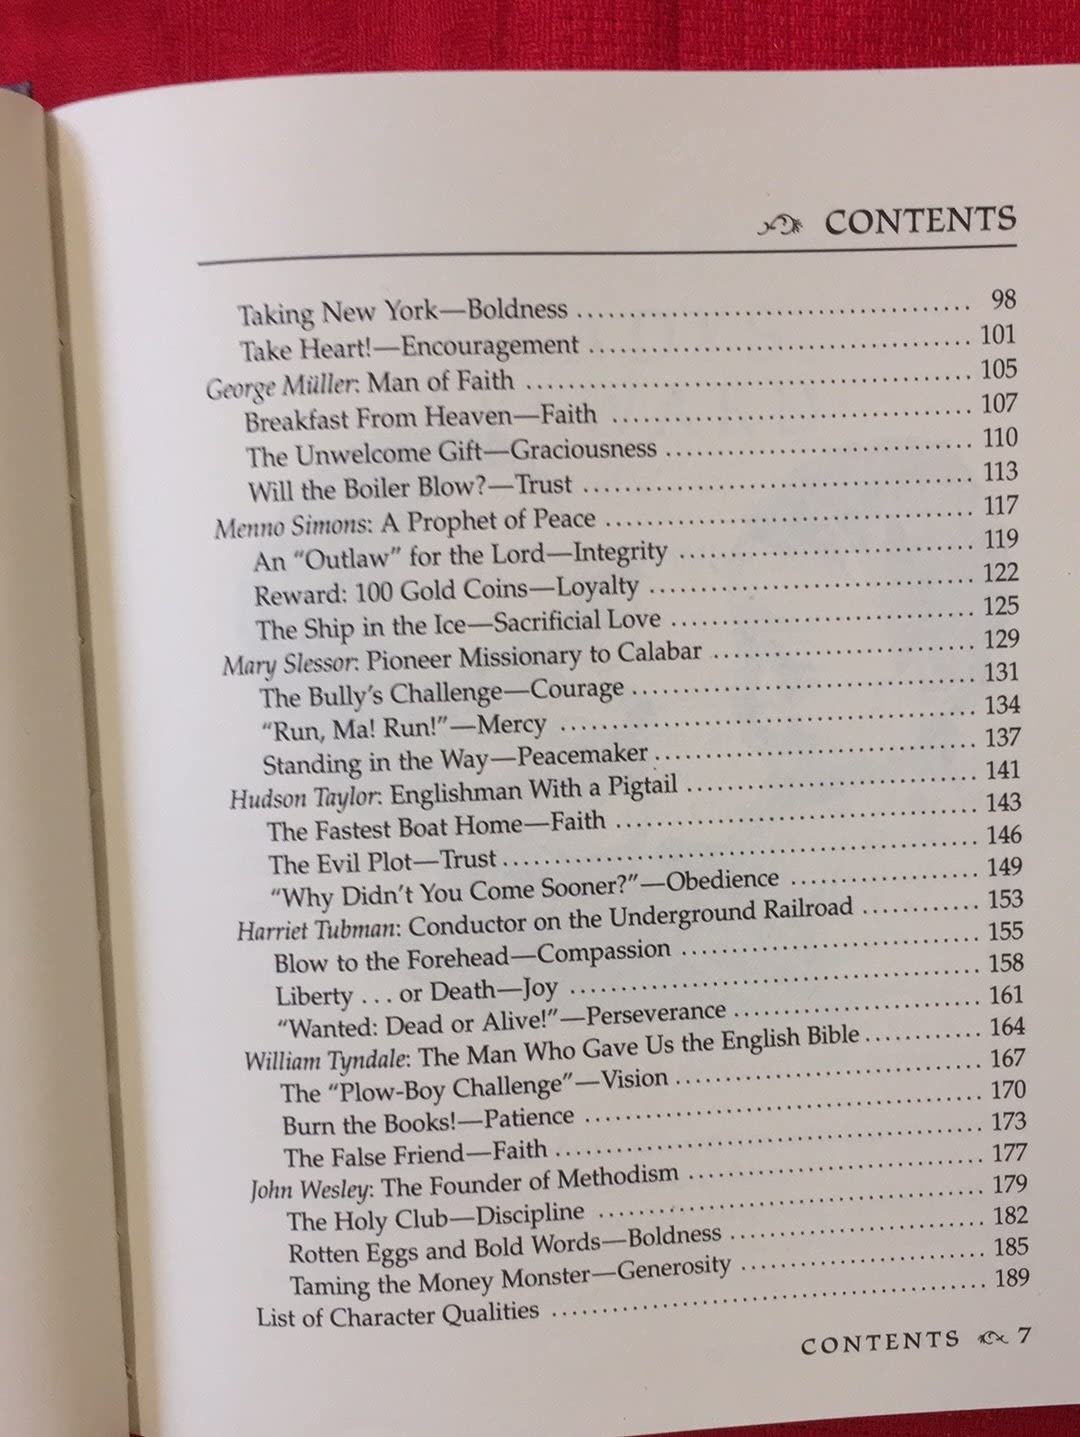 CONTENTS
Taking New York—Boldness ........................................ 98
Take Heart!—Encouragement ........................................ 101
George Müller: Man of Faith ........................................ 105
Breakfast From Heaven—Faith ........................................ 107
The Unwelcome Gift—Graciousness ........................................ 110
Will the Boiler Blow?—Trust ........................................ 113
Menno Simons: A Prophet of Peace ........................................ 117
An “Outlaw” for the Lord—Integrity ........................................ 119
Reward: 100 Gold Coins—Loyalty ........................................ 122
The Ship in the Ice—Sacrificial Love ........................................ 125
Mary Slessor: Pioneer Missionary to Calabar ........................................ 129
The Bully’s Challenge—Courage ........................................ 131
“Run, Ma! Run!”—Mercy ........................................ 134
Standing in the Way—Peacemaker ........................................ 137
Hudson Taylor: Englishman With a Pigtail ........................................ 141
The Fastest Boat Home—Faith ........................................ 143
The Evil Plot—Trust ........................................ 146
“Why Didn’t You Come Sooner?”—Obedience .................... 149
Harriet Tubman: Conductor on the Underground Railroad ............ 153
Blow to the Forehead—Compassion ........................................ 155
Liberty . . . or Death—Joy ........................................ 158
“Wanted: Dead or Alive!”—Perseverance ........................ 161
William Tyndale: The Man Who Gave Us the English Bible ............ 164
The “Plow-Boy Challenge”—Vision ........................................ 167
Burn the Books!—Patience ........................................ 170
The False Friend—Faith ........................................ 173
John Wesley: The Founder of Methodism ........................................ 177
The Holy Club—Discipline ........................................ 179
Rotten Eggs and Bold Words—Boldness ........................ 182
Taming the Money Monster—Generosity ........................ 185
List of Character Qualities ........................................ 189
CONTENTS 7